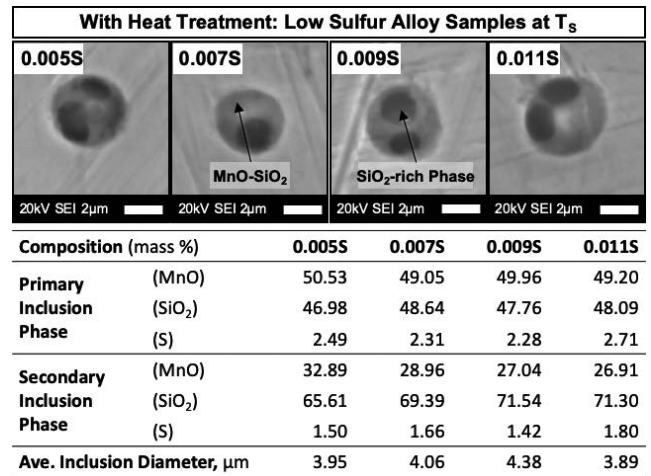 With Heat Treatment: Low Sulfur Alloy Samples at TS
0.005S 0.007S 0.009S 0.011S
MnO-SiO2 SiO2-rich Phase
20kV SEI 2µm 20kV SEI 2µm 20kV SEI 2µm 20kV SEI 2µm
Composition (mass %) 0.005S 0.007S 0.009S 0.011S
Primary Inclusion Phase
(MnO) 50.53 49.05 49.96 49.20
(SiO2) 46.98 48.64 47.76 48.09
(S) 2.49 2.31 2.28 2.71
Secondary Inclusion Phase
(MnO) 32.89 28.96 27.04 26.91
(SiO2) 65.61 69.39 71.54 71.30
(S) 1.50 1.66 1.42 1.80
Ave. Inclusion Diameter, µm 3.95 4.06 4.38 3.89